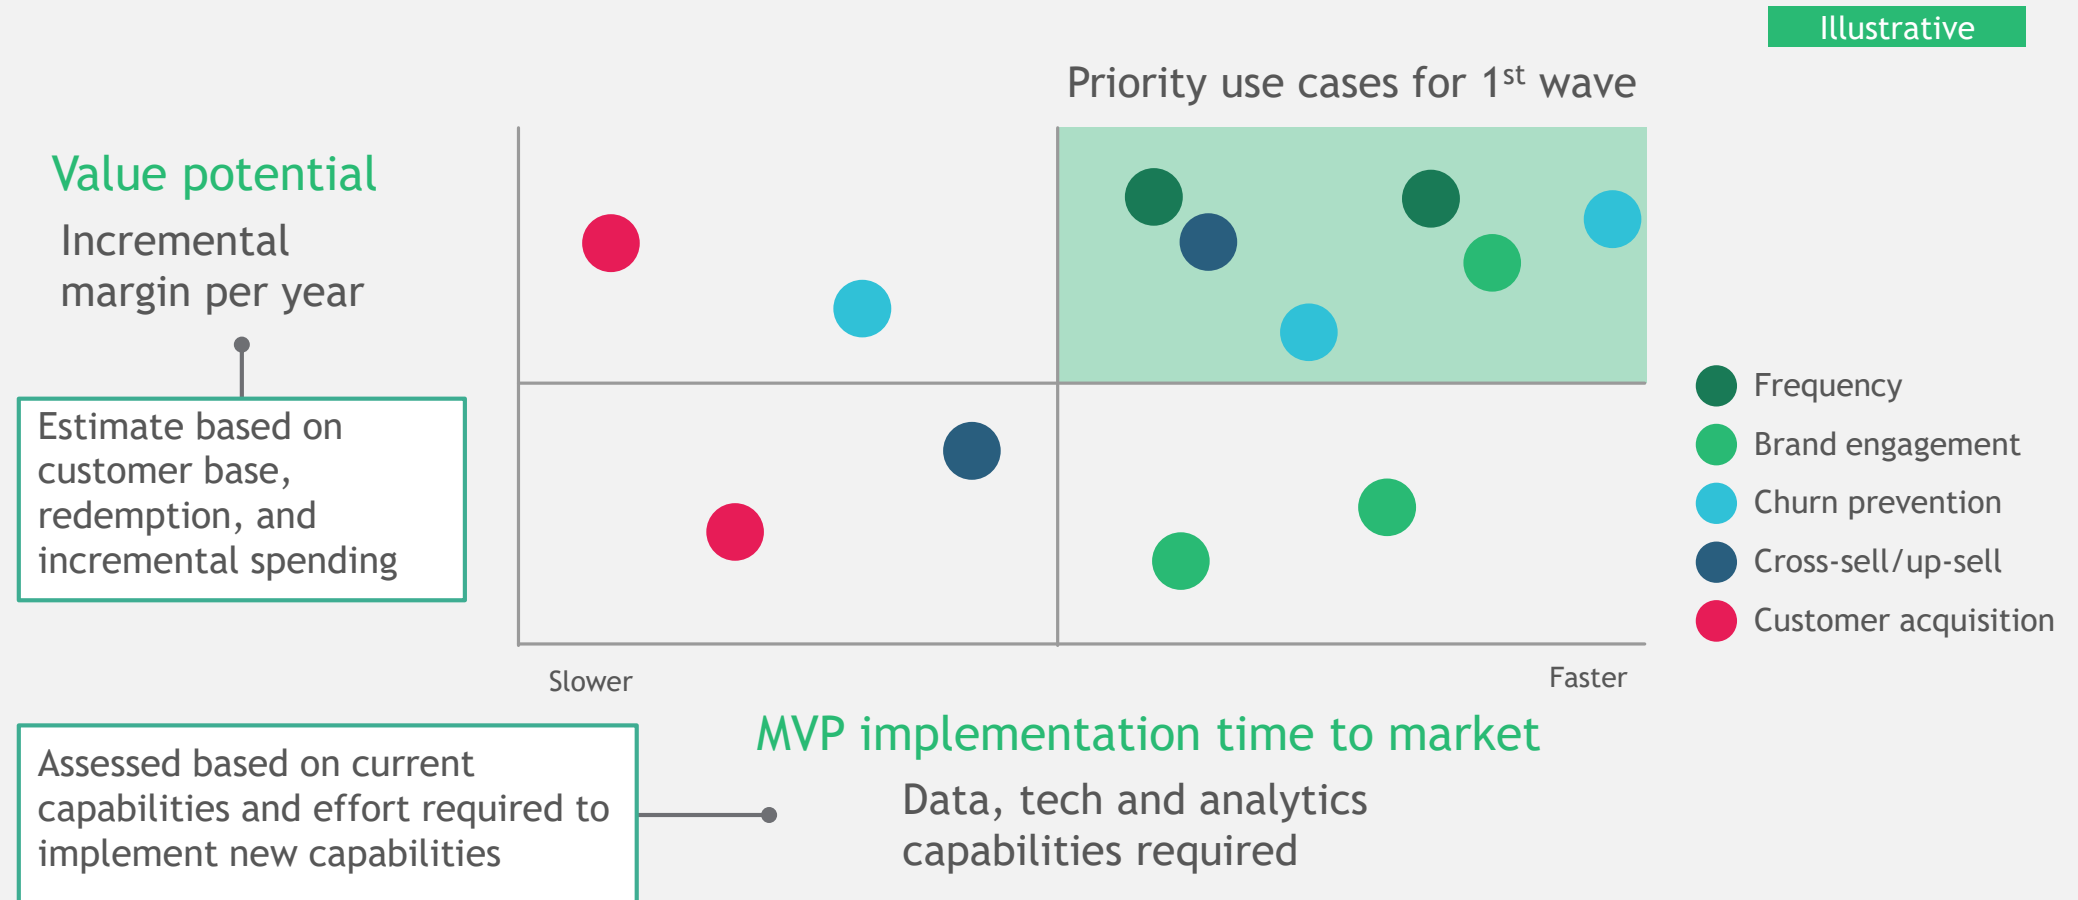 Illustrative
Priority use cases for 1st wave
Value potential
Incremental
margin per year
Estimate based on
customer base,
redemption, and
incremental spending
Frequency
Brand engagement
Churn prevention
Cross-sell/up-sell
Customer acquisition
Slower
Faster
MVP implementation time to market
Data, tech and analytics
capabilities required
Assessed based on current
capabilities and effort required to
implement new capabilities